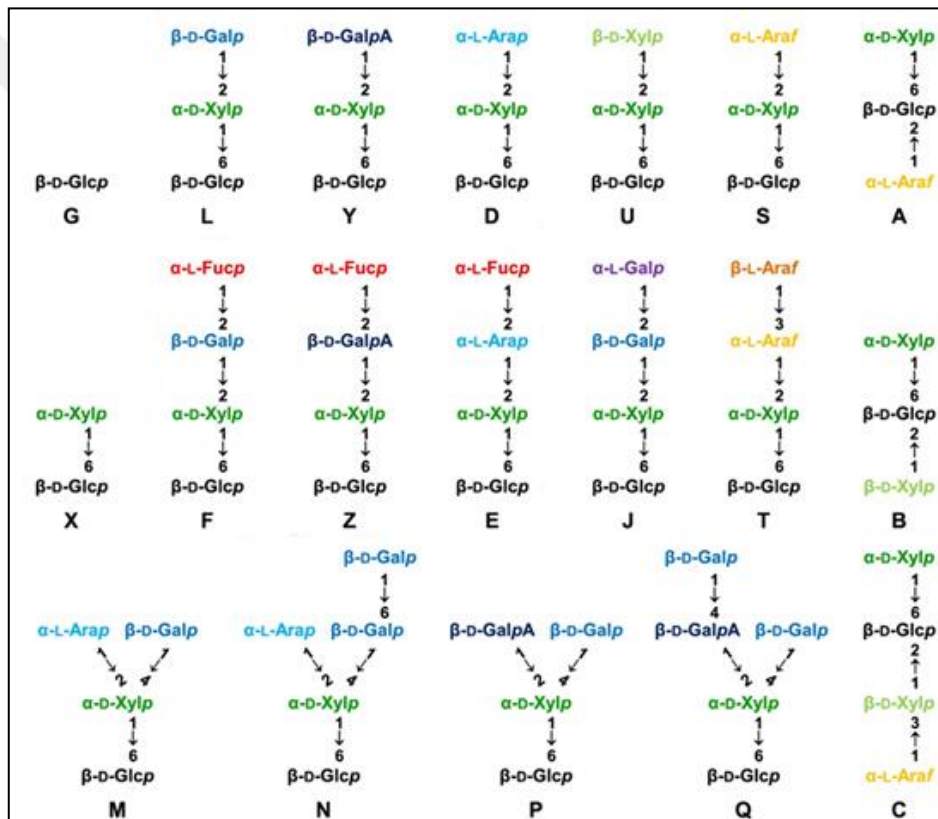 β-D-Galp β-D-GalpA α-L-Arap β-D-Xylp α-L-Araf α-D-Xylp
1 1 1 1 1 1
↓ ↓ ↓ ↓ ↓ ↓
2 2 2 2 2 6
α-D-Xylp α-D-Xylp α-D-Xylp α-D-Xylp α-D-Xylp β-D-Glcp
1 1 1 1 1 2
↓ ↓ ↓ ↓ ↓ ↑
6 6 6 6 6 1
β-D-Glcp β-D-Glcp β-D-Glcp β-D-Glcp β-D-Glcp β-D-Glcp α-L-Araf
G L Y D U S A
α-L-Fucp α-L-Fucp α-L-Fucp α-L-Galp β-L-Araf
1 1 1 1 1
↓ ↓ ↓ ↓ ↓
2 2 2 2 3
β-D-Galp β-D-GalpA α-L-Arap β-D-Galp α-L-Araf α-D-Xylp
1 1 1 1 1 1
↓ ↓ ↓ ↓ ↓ ↓
2 2 2 2 2 6
α-D-Xylp α-D-Xylp α-D-Xylp α-D-Xylp α-D-Xylp α-D-Xylp β-D-Glcp
1 1 1 1 1 1 2
↓ ↓ ↓ ↓ ↓ ↓ ↑
6 6 6 6 6 6 1
β-D-Glcp β-D-Glcp β-D-Glcp β-D-Glcp β-D-Glcp β-D-Glcp β-D-Xylp
X F Z E J T B
β-D-Galp β-D-Galp α-D-Xylp
1 1 1
↓ ↓ ↓
6 4 6
α-L-Arap β-D-Galp α-L-Arap β-D-Galp β-D-GalpA β-D-Galp β-D-GalpA β-D-Galp β-D-Glcp
1 1 1 1 1 1 1 1 2
↘ ↙ ↘ ↙ ↘ ↙ ↘ ↙ ↑
2 4 2 4 2 4 2 4 1
α-D-Xylp α-D-Xylp α-D-Xylp α-D-Xylp β-D-Xylp
1 1 1 1 3
↓ ↓ ↓ ↓ ↑
6 6 6 6 1
β-D-Glcp β-D-Glcp β-D-Glcp β-D-Glcp α-L-Araf
M N P Q C